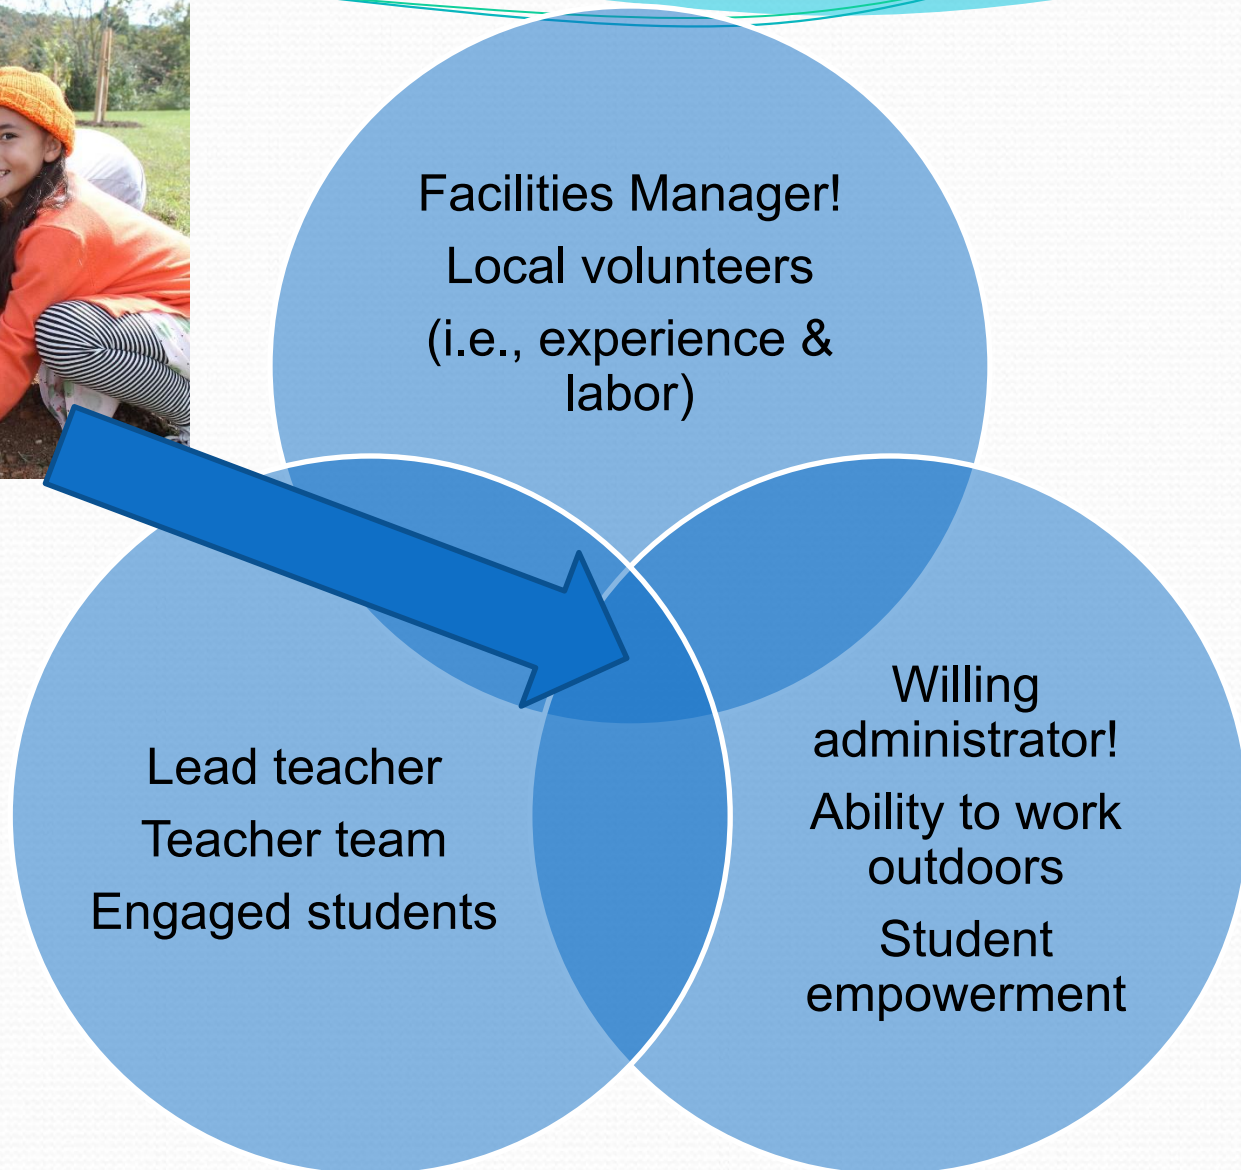 Facilities Manager!
Local volunteers
(i.e., experience &
labor)
Lead teacher
Teacher team
Engaged students
Willing
administrator!
Ability to work
outdoors
Student
empowerment